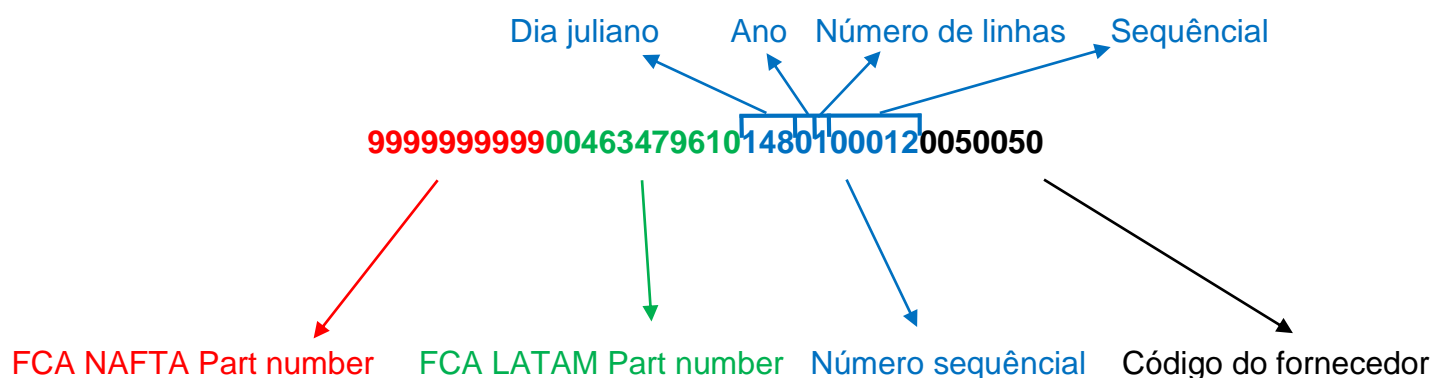 Dia juliano Ano Número de linhas Sequêncial
99999999990046347961014801000120050050
FCA NAFTA Part number FCA LATAM Part number Número sequêncial Código do fornecedor